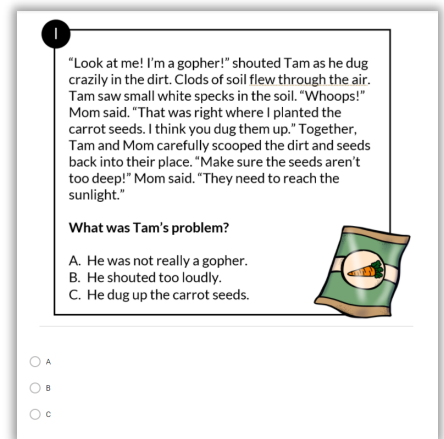 I
“Look at me! I’m a gopher!” shouted Tam as he dug
crazily in the dirt. Clods of soil flew through the air.
Tam saw small white specks in the soil. “Whoops!”
Mom said. “That was right where I planted the
carrot seeds. I think you dug them up.” Together,
Tam and Mom carefully scooped the dirt and seeds
back into their place. “Make sure the seeds aren’t
too deep!” Mom said. “They need to reach the
sunlight.”
What was Tam’s problem?
A. He was not really a gopher.
B. He shouted too loudly.
C. He dug up the carrot seeds.
A
B
C